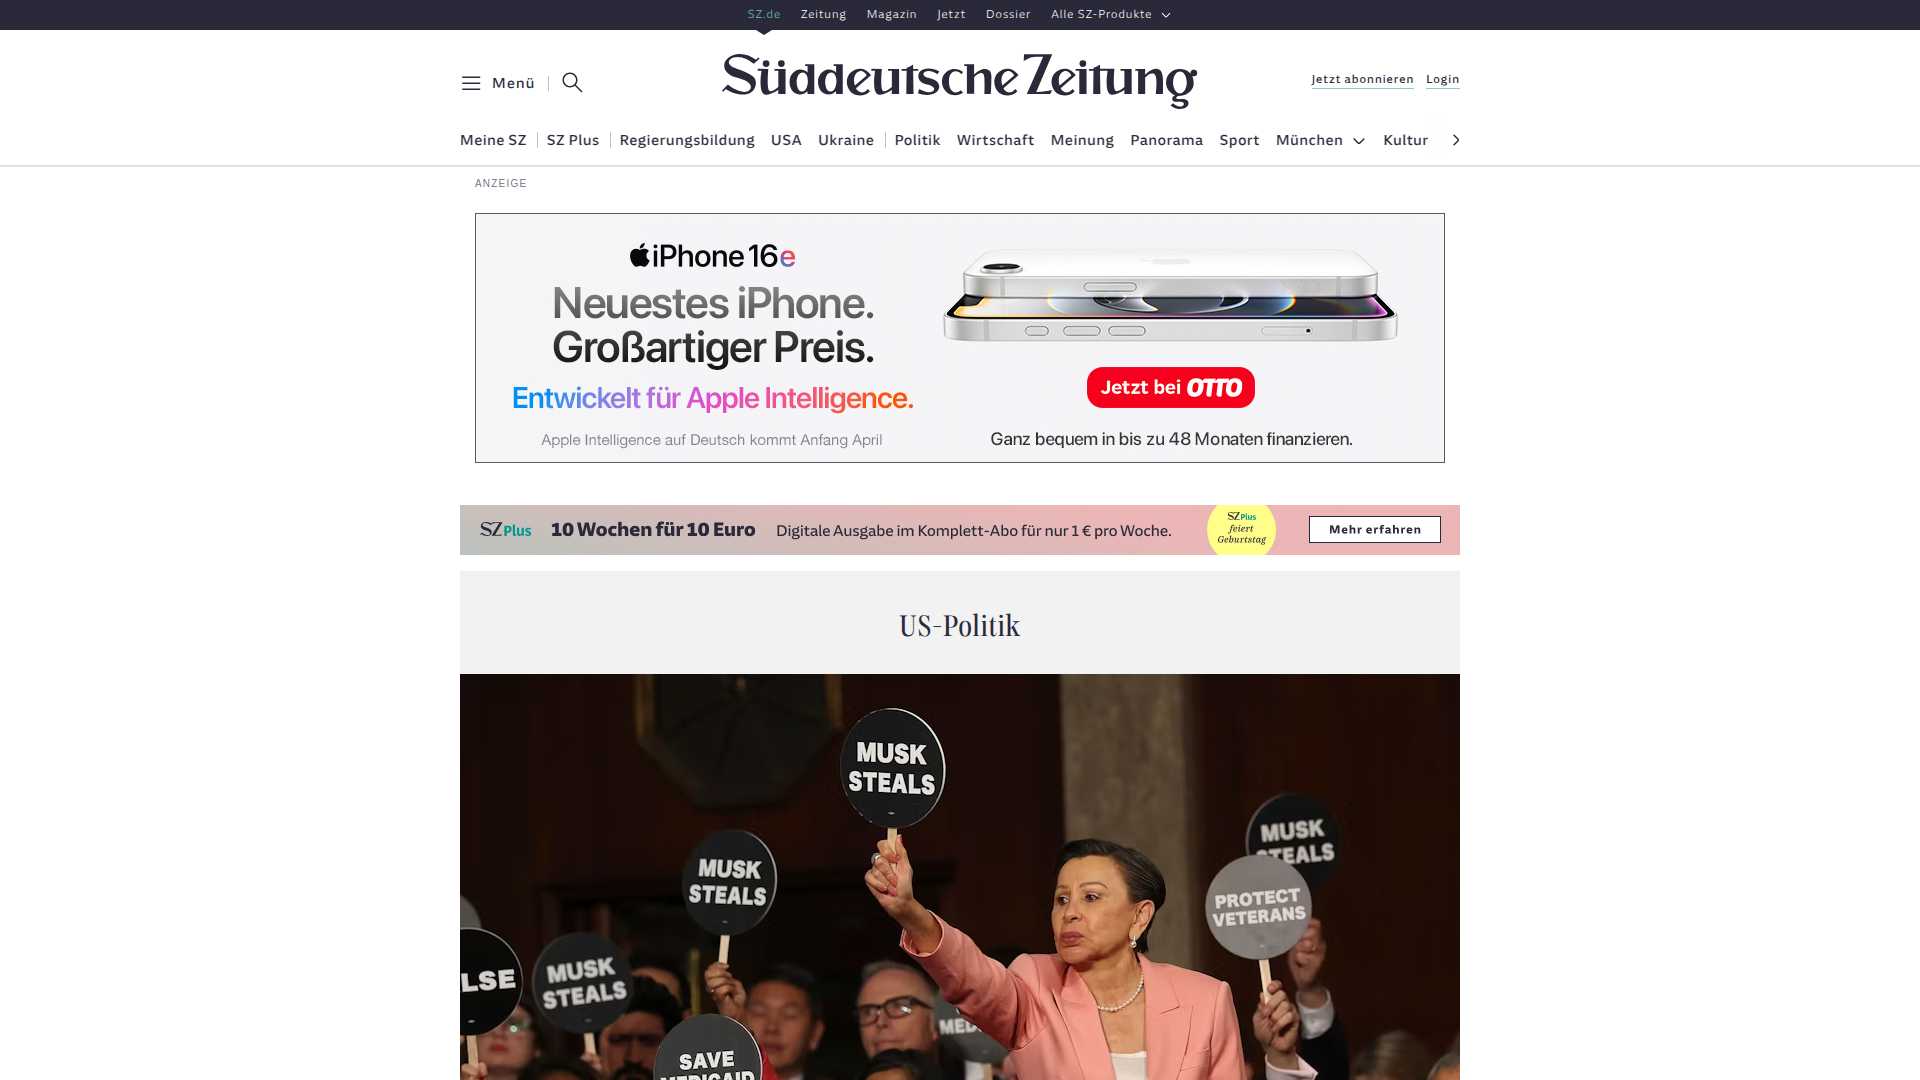 SZ.de Zeitung Magazin Jetzt Dossier Alle SZ-Produkte
Menü
Süddeutsche Zeitung
Jetzt abonnieren Login
Meine SZ SZ Plus Regierungsbildung USA Ukraine Politik Wirtschaft Meinung Panorama Sport München Kultur
ANZEIGE
iPhone 16e
Neuestes iPhone.
Großartiger Preis.
Entwickelt für Apple Intelligence.
Apple Intelligence auf Deutsch kommt Anfang April
Jetzt bei OTTO
Ganz bequem in bis zu 48 Monaten finanzieren.
SZ Plus 10 Wochen für 10 Euro Digitale Ausgabe im Komplett-Abo für nur 1 € pro Woche.
SZ Plus
feiert
Geburtstag
Mehr erfahren
US-Politik
MUSK
STEALS
MUSK
STEALS
MUSK
STEALS
PROTECT
VETERANS
LSE
MUSK
STEALS
MED
SAVE
MEDICAID